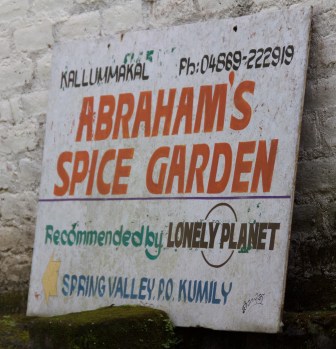 KALLUMMAKAL Ph:04869-222919
ABRAHAM'S
SPICE GARDEN
Recommended by LONELY PLANET
SPRING VALLEY. P.O. KUMILY